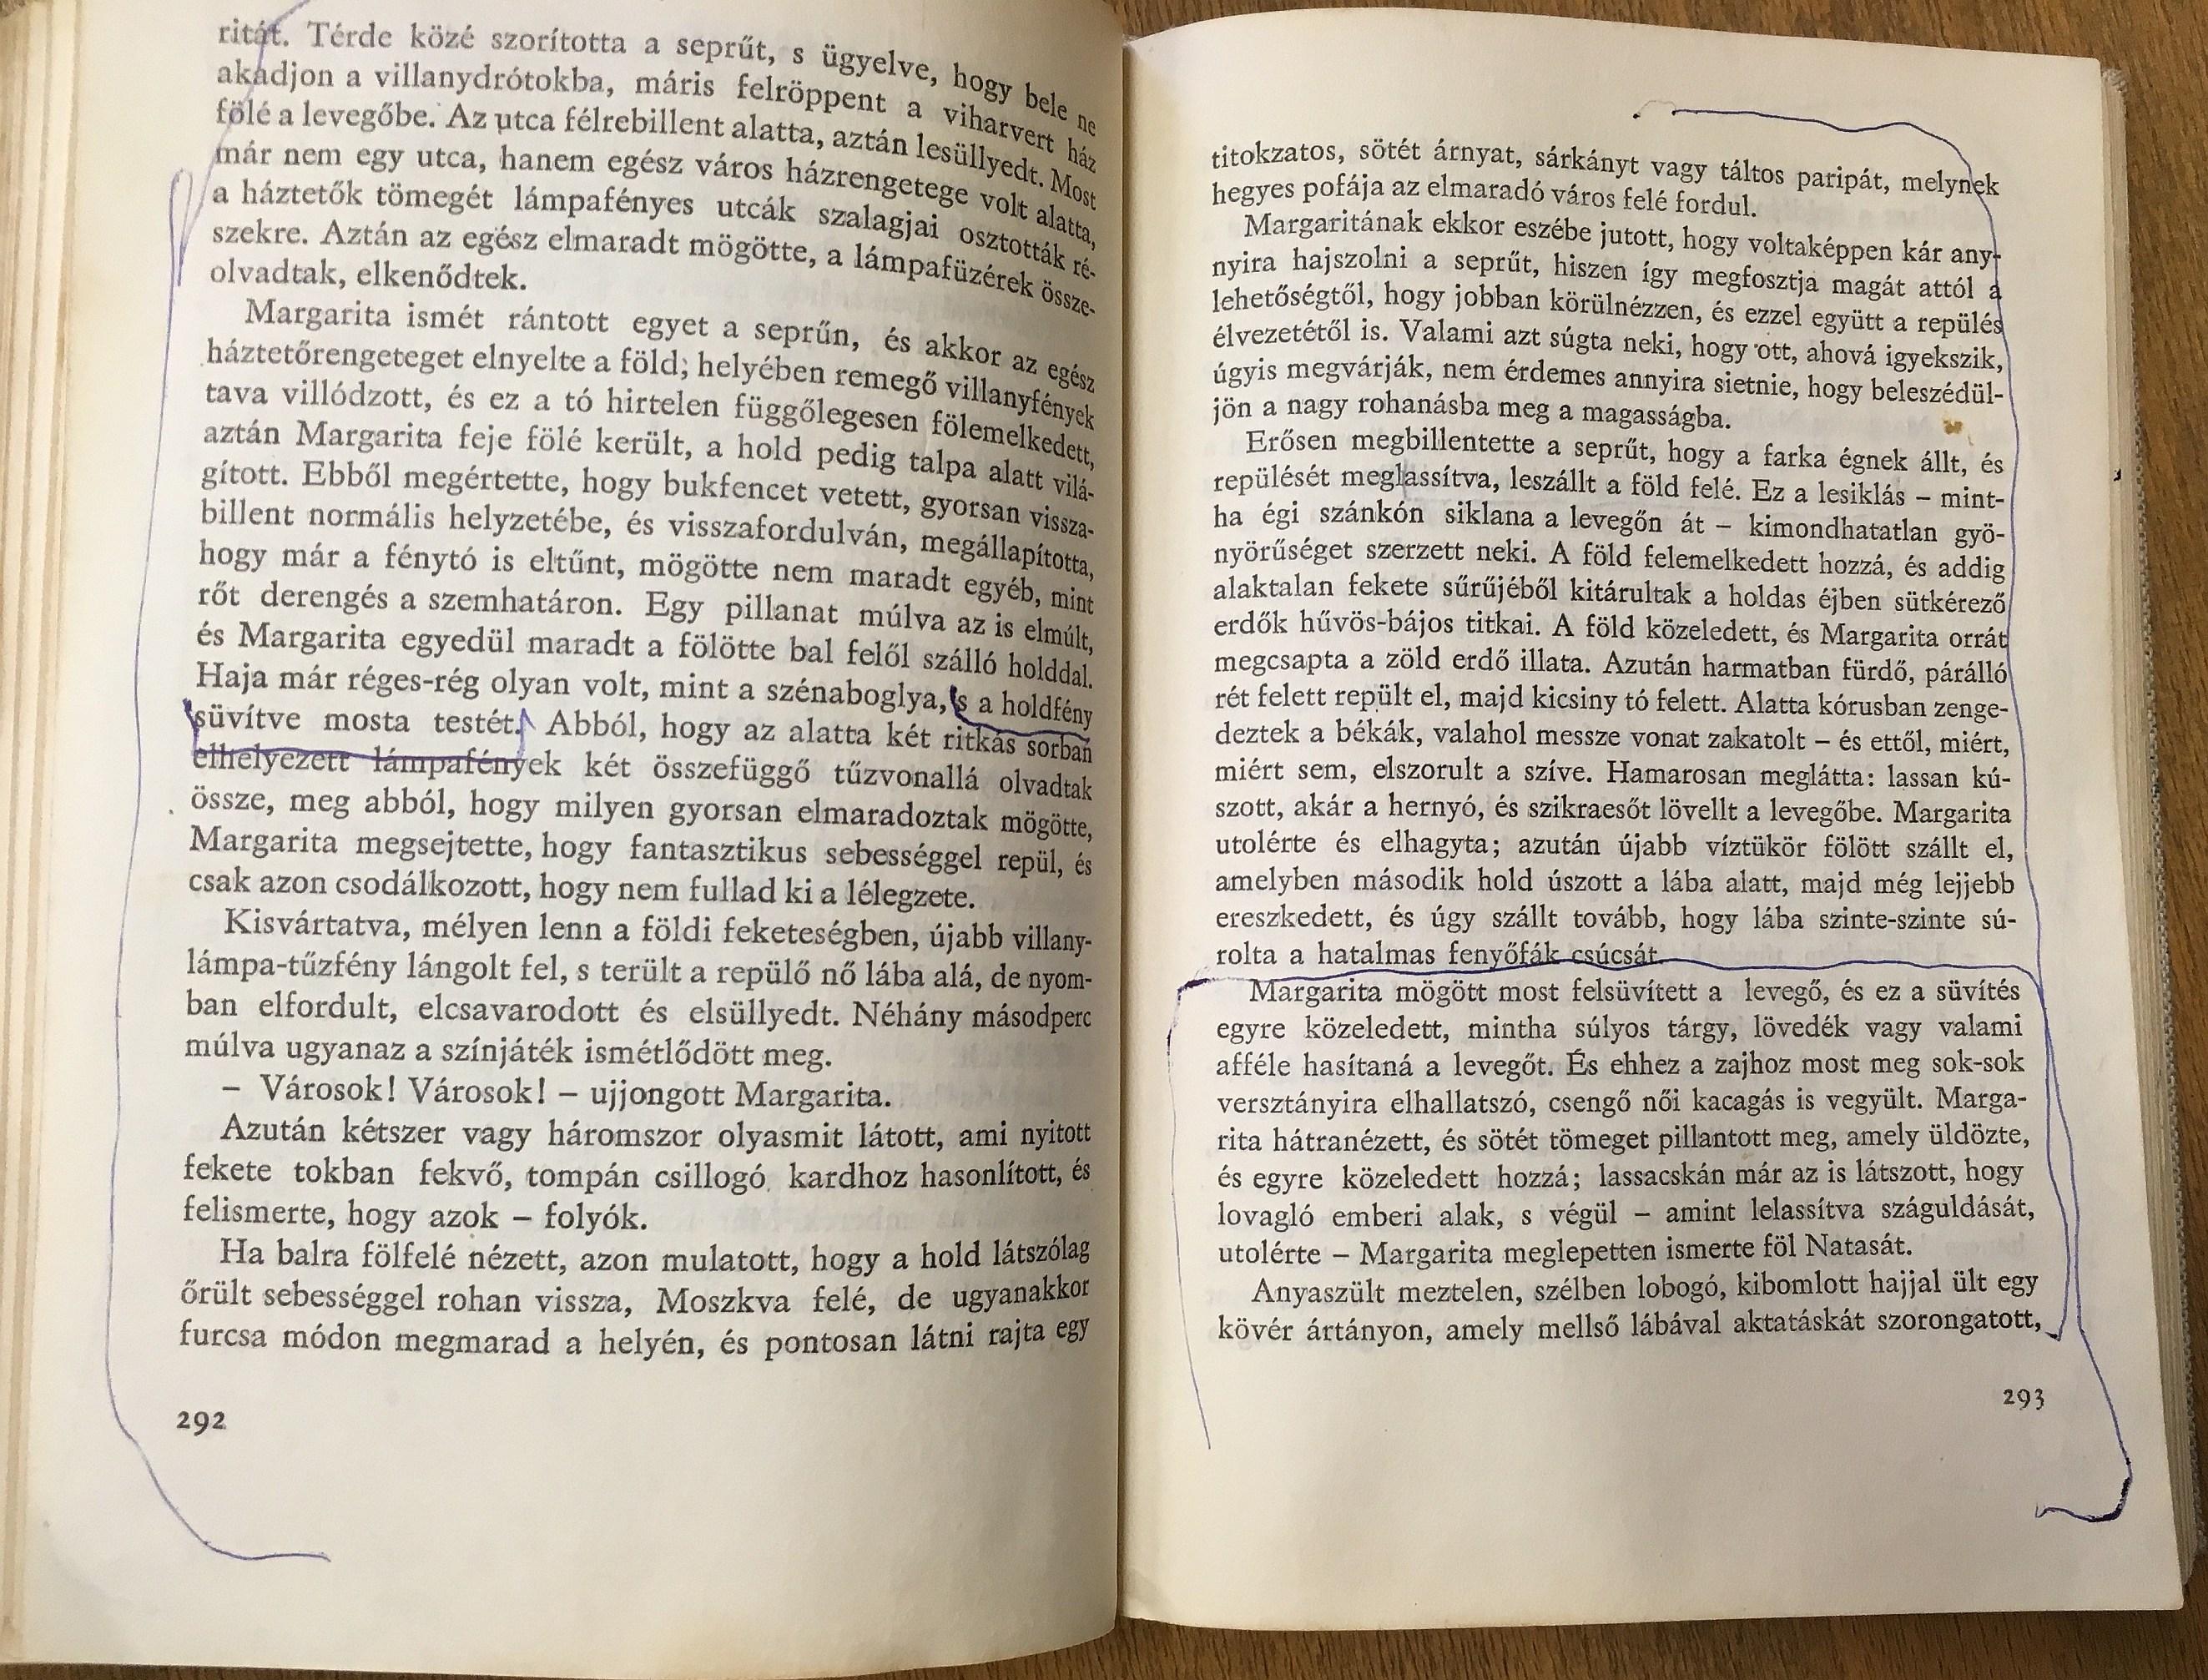 ritát. Térde közé szorította a seprűt, s ügyelve, hogy bele ne
akadjon a villanydrótokba, máris felröppent a viharvert ház
fölé a levegőbe. Az utca félrebillent alatta, aztán lesüllyedt. Most
már nem egy utca, hanem egész város házrengetege volt alatta,
a háztetők tömegét lámpafényes utcák szalagjai osztották ré-
szekre. Aztán az egész elmaradt mögötte, a lámpafüzérek össze-
olvadtak, elkenődtek.
Margarita ismét rántott egyet a seprűn, és akkor az egész
háztetőrengeteget elnyelte a föld; helyében remegő villanyfények
tava villódzott, és ez a tó hirtelen függőlegesen fölemelkedett,
aztán Margarita feje fölé került, a hold pedig talpa alatt vilá-
gított. Ebből megértette, hogy bukfencet vetett, gyorsan vissza-
billent normális helyzetébe, és visszafordulván, megállapította,
hogy már a fénytó is eltűnt, mögötte nem maradt egyéb, mint
rőt derengés a szemhatáron. Egy pillanat múlva az is elmúlt,
és Margarita egyedül maradt a fölötte bal felől szálló holddal.
Haja már réges-rég olyan volt, mint a szénaboglya, s a holdfény
süvítve mosta testét. Abból, hogy az alatta két ritkás sorban
elhelyezett lámpafények két összefüggő tűzvonallá olvadtak
össze, meg abból, hogy milyen gyorsan elmaradoztak mögötte,
Margarita megsejtette, hogy fantasztikus sebességgel repül, és
csak azon csodálkozott, hogy nem fullad ki a lélegzete.
Kisvártatva, mélyen lenn a földi feketeségben, újabb villany-
lámpa-tűzfény lángolt fel, s terült a repülő nő lába alá, de nyom-
ban elfordult, elcsavarodott és elsüllyedt. Néhány másodperc
múlva ugyanaz a színjáték ismétlődött meg.
– Városok! Városok! – ujjongott Margarita.
Azután kétszer vagy háromszor olyasmit látott, ami nyitott
fekete tokban fekvő, tompán csillogó kardhoz hasonlított, és
felismerte, hogy azok – folyók.
Ha balra fölfelé nézett, azon mulatott, hogy a hold látszólag
őrült sebességgel rohan vissza, Moszkva felé, de ugyanakkor
furcsa módon megmarad a helyén, és pontosan látni rajta egy
292
titokzatos, sötét árnyat, sárkányt vagy táltos paripát, melynek
hegyes pofája az elmaradó város felé fordul.
Margaritának ekkor eszébe jutott, hogy voltaképpen kár any-
nyira hajszolni a seprűt, hiszen így megfosztja magát attól a
lehetőségtől, hogy jobban körülnézzen, és ezzel együtt a repülés
élvezetétől is. Valami azt súgta neki, hogy ott, ahová igyekszik,
úgyis megvárják, nem érdemes annyira sietnie, hogy beleszédül-
jön a nagy rohanásba meg a magasságba.
Erősen megbillentette a seprűt, hogy a farka égnek állt, és
repülését meglassítva, leszállt a föld felé. Ez a lesiklás – mint-
ha égi szánkón siklana a levegőn át – kimondhatatlan gyö-
nyörűséget szerzett neki. A föld felemelkedett hozzá, és addig
alaktalan fekete sűrűjéből kitárultak a holdas éjben sütkérező
erdők hűvös-bájos titkai. A föld közeledett, és Margarita orrát
megcsapta a zöld erdő illata. Azután harmatban fürdő, párálló
rét felett repült el, majd kicsiny tó felett. Alatta kórusban zenge-
deztek a békák, valahol messze vonat zakatolt – és ettől, miért,
miért sem, elszorult a szíve. Hamarosan meglátta: lassan kú-
szott, akár a hernyó, és szikraesőt lövellt a levegőbe. Margarita
utolérte és elhagyta; azután újabb víztükör fölött szállt el,
amelyben második hold úszott a lába alatt, majd még lejjebb
ereszkedett, és úgy szállt tovább, hogy lába szinte-szinte sú-
rolta a hatalmas fenyőfák csúcsát.
Margarita mögött most felsüvített a levegő, és ez a süvítés
egyre közeledett, mintha súlyos tárgy, lövedék vagy valami
afféle hasítaná a levegőt. És ehhez a zajhoz most meg sok-sok
versztányira elhallatszó, csengő női kacagás is vegyült. Marga-
rita hátranézett, és sötét tömeget pillantott meg, amely üldözte,
és egyre közeledett hozzá; lassacskán már az is látszott, hogy
lovagló emberi alak, s végül – amint lelassítva száguldását,
utolérte – Margarita meglepetten ismerte föl Natasát.
Anyaszült meztelen, szélben lobogó, kibomlott hajjal ült egy
kövér ártányon, amely mellső lábával aktatáskát szorongatott,
293